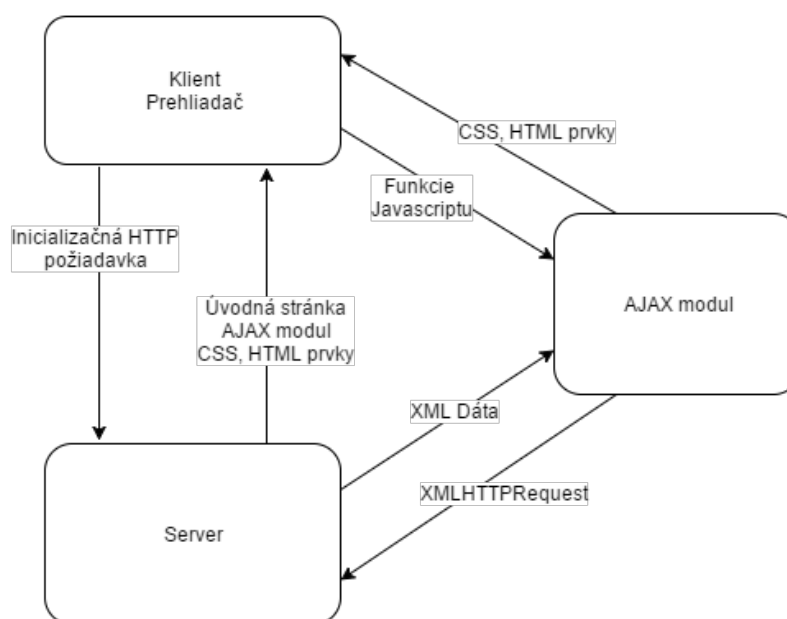 Klient
Prehliadač
CSS, HTML prvky
Funkcie
Javascriptu
Inicializačná HTTP
požiadavka
Úvodná stránka
AJAX modul
CSS, HTML prvky
AJAX modul
XML Dáta
XMLHTTPRequest
Server